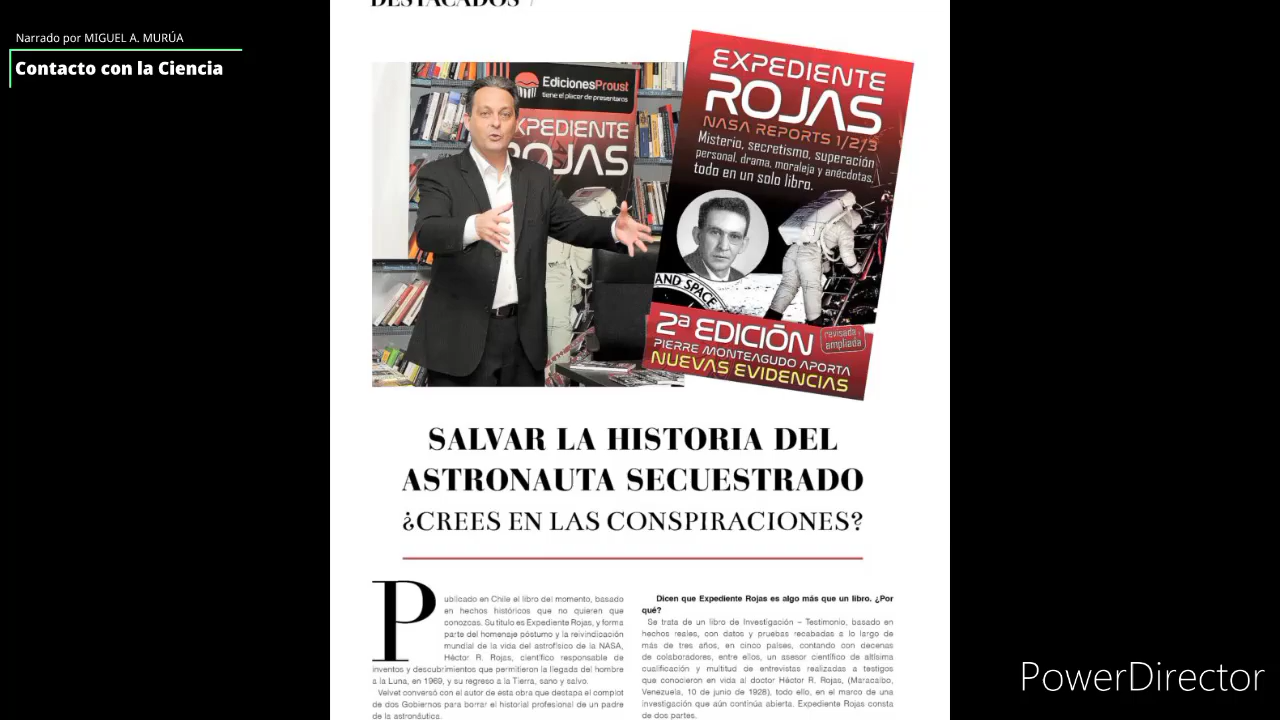 DESTACADOS /
Narrado por MIGUEL A. MURÚA
Contacto con la Ciencia
EdicionesProust
tiene el placer de presentaros
EXPEDIENTE
ROJAS
EXPEDIENTE
ROJAS
NASA REPORTS 1/2/3
Misterio, secretismo, superación
personal, drama, moraleja y anécdotas,
todo en un solo libro.
AND SPACE
2ª EDICIÓN
revisada y
ampliada
PIERRE MONTEAGUDO APORTA
NUEVAS EVIDENCIAS
SALVAR LA HISTORIA DEL
ASTRONAUTA SECUESTRADO
¿CREES EN LAS CONSPIRACIONES?
Publicado en Chile el libro del momento, basado
en hechos históricos que no quieren que
conozcas. Su título es Expediente Rojas, y forma
parte del homenaje póstumo y la reivindicación
mundial de la vida del astrofísico de la NASA,
Héctor R. Rojas, científico responsable de
inventos y descubrimientos que permitieron la llegada del hombre
a la Luna, en 1969, y su regreso a la Tierra, sano y salvo.
Velvet conversó con el autor de esta obra que destapa el complot
de dos Gobiernos para borrar el historial profesional de un padre
de la astronáutica.
Dicen que Expediente Rojas es algo más que un libro. ¿Por
qué?
Se trata de un libro de Investigación – Testimonio, basado en
hechos reales, con datos y pruebas recabadas a lo largo de
más de tres años, en cinco países, contando con decenas
de colaboradores, entre ellos, un asesor científico de altísima
cualificación y multitud de entrevistas realizadas a testigos
que conocieron en vida al doctor Héctor R. Rojas, (Maracaibo,
Venezuela, 10 de junio de 1928), todo ello, en el marco de una
investigación que aún continúa abierta. Expediente Rojas consta
de dos partes.
PowerDirector